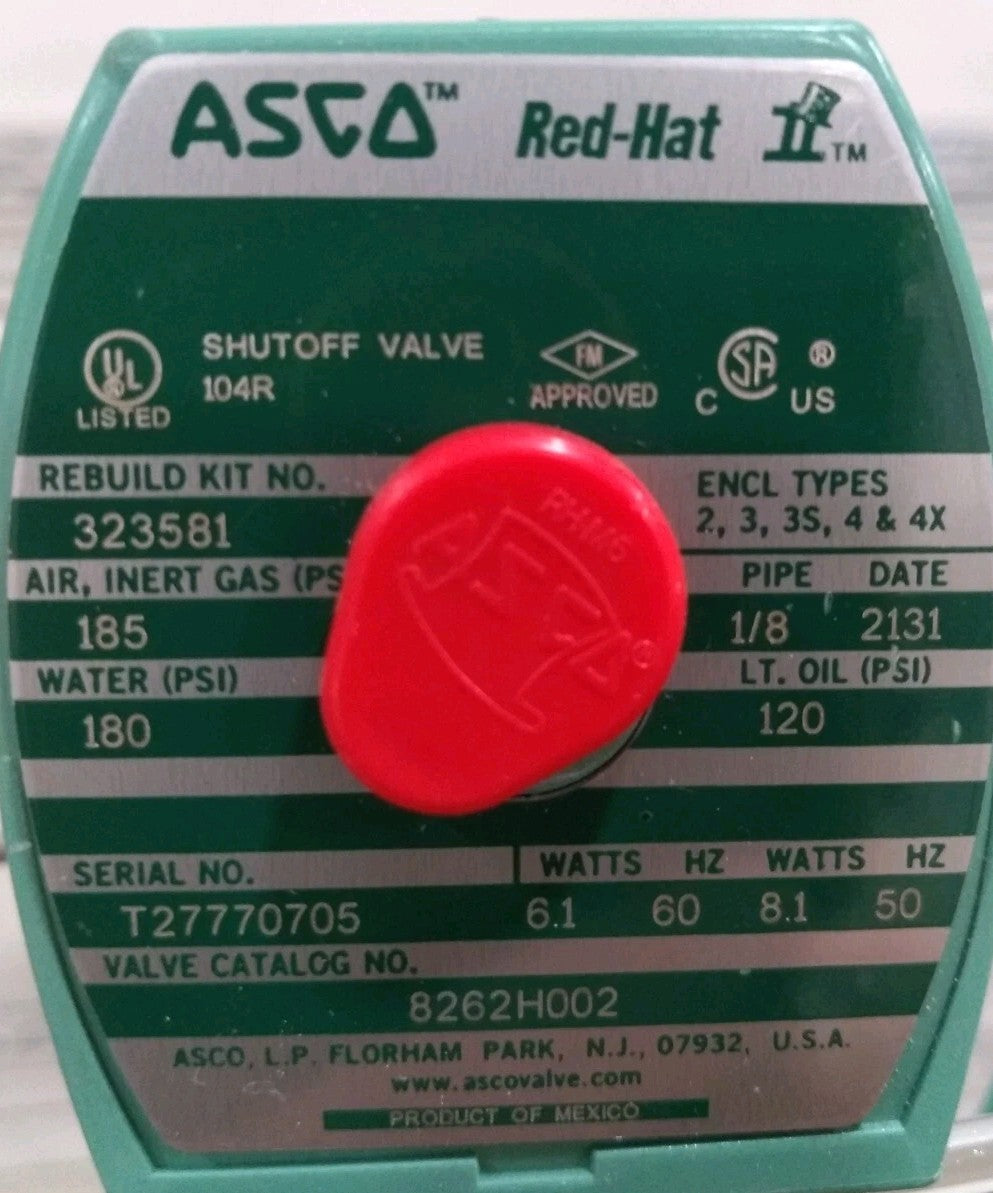 ASCO™ Red-Hat II™
UL® LISTED
SHUTOFF VALVE
104R
FM APPROVED
C SA® US
REBUILD KIT NO.
323581
ENCL TYPES
2, 3, 3S, 4 & 4X
AIR, INERT GAS (PS
185
PIPE DATE
1/8 2131
WATER (PSI)
180
LT. OIL (PSI)
120
SERIAL NO. WATTS HZ WATTS HZ
T27770705 6.1 60 8.1 50
VALVE CATALOG NO.
8262H002
ASCO, L.P. FLORHAM PARK, N.J., 07932, U.S.A.
www.ascovalve.com
PRODUCT OF MEXICO